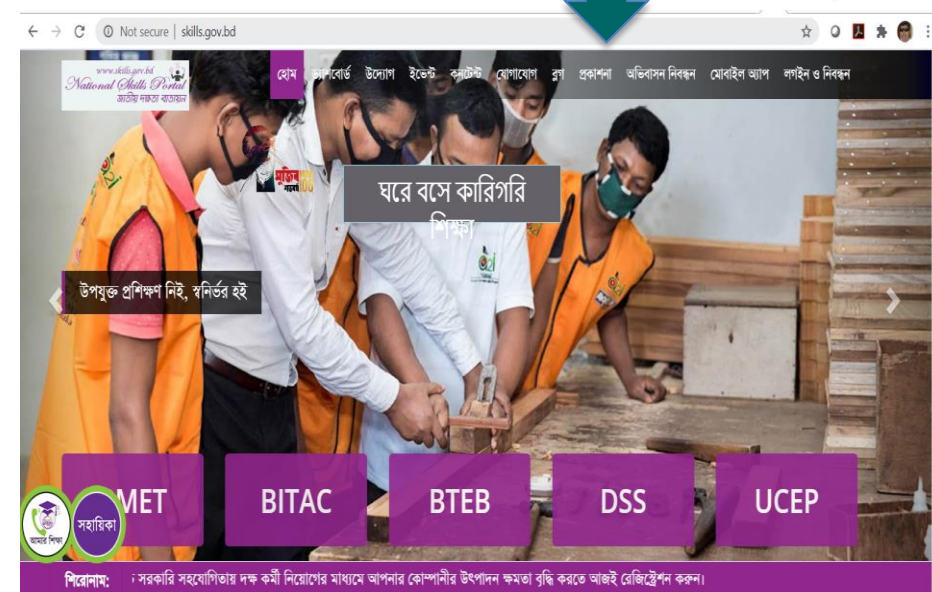 Not secure | skills.gov.bd
www.skills.gov.bd
National Skills Portal
জাতীয় দক্ষতা বাতায়ন
হোম ড্যাশবোর্ড উদ্যোগ ইভেন্ট কনটেন্ট যোগাযোগ ব্লগ প্রকাশনা অভিবাসন নিবন্ধন মোবাইল অ্যাপ লগইন ও নিবন্ধন
ঘরে বসে কারিগরি
শিক্ষা
a2i
উপযুক্ত প্রশিক্ষণ নিই, স্বনির্ভর হই
MET BITAC BTEB DSS UCEP
আমার শিক্ষা
সহায়িকা
শিরোনাম: সরকারি সহযোগিতায় দক্ষ কর্মী নিয়োগের মাধ্যমে আপনার কোম্পানীর উৎপাদন ক্ষমতা বৃদ্ধি করতে আজই রেজিস্ট্রেশন করুন।